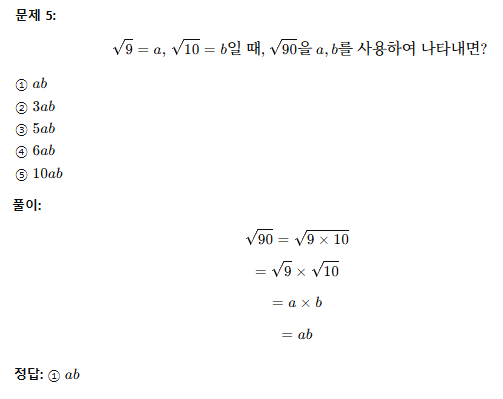 문제 5:
√9 = a, √10 = b일 때, √90을 a, b를 사용하여 나타내면?
① ab
② 3ab
③ 5ab
④ 6ab
⑤ 10ab
풀이:
√90 = √(9 × 10)
= √9 × √10
= a × b
= ab
정답: ① ab